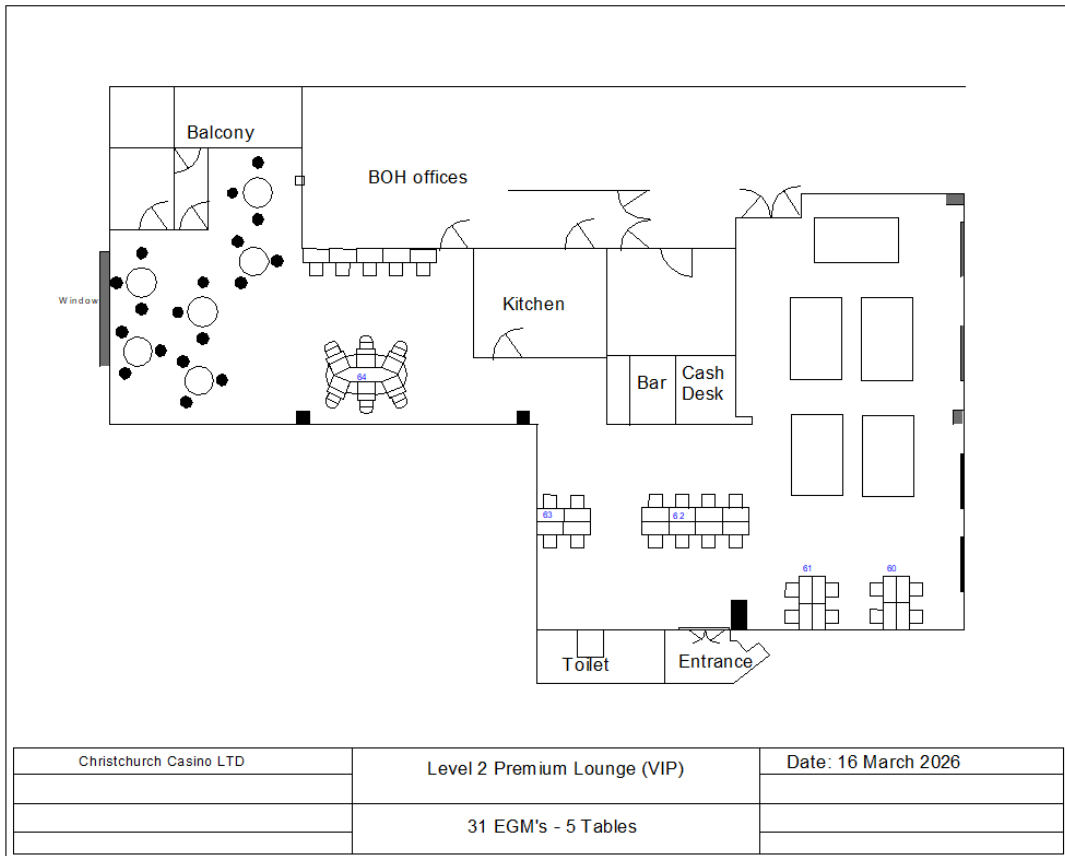 Balcony
BOH offices
Window
Kitchen
64
Bar
Cash
Desk
63
62
61
60
Toilet
Entrance
Christchurch Casino LTD
Level 2 Premium Lounge (VIP)
Date: 16 March 2026
31 EGM's - 5 Tables